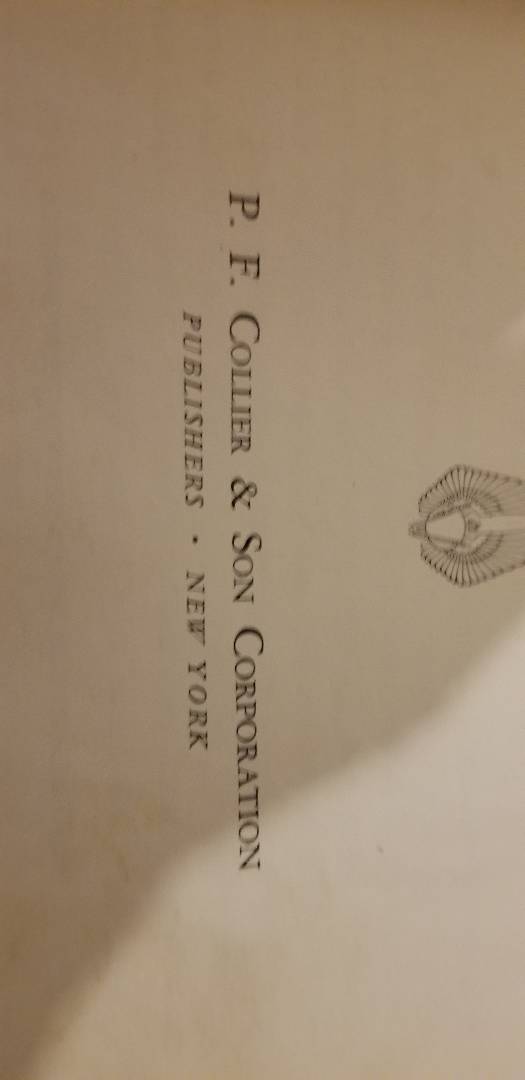 P. F. COLLIER & SON CORPORATION
PUBLISHERS • NEW YORK